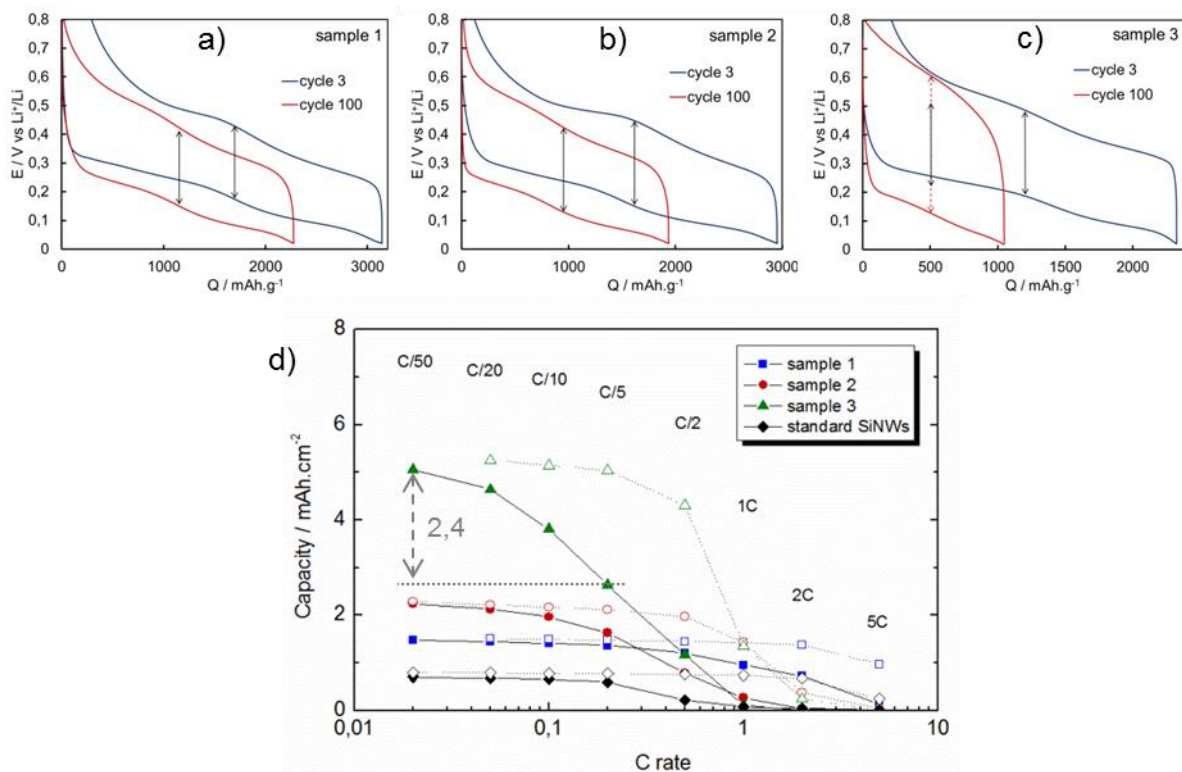 a)
sample 1
cycle 3
cycle 100
E / V vs Li⁺/Li
0,8
0,7
0,6
0,5
0,4
0,3
0,2
0,1
0
0
1000
2000
3000
Q / mAh.g⁻¹
b)
sample 2
cycle 3
cycle 100
E / V vs Li⁺/Li
0,8
0,7
0,6
0,5
0,4
0,3
0,2
0,1
0
0
1000
2000
3000
Q / mAh.g⁻¹
c)
sample 3
cycle 3
cycle 100
E / V vs Li⁺/Li
0,8
0,7
0,6
0,5
0,4
0,3
0,2
0,1
0
0
500
1000
1500
2000
Q / mAh.g⁻¹
d)
C/50
C/20
C/10
C/5
C/2
1C
2C
5C
sample 1
sample 2
sample 3
standard SiNWs
2,4
Capacity / mAh.cm⁻²
8
6
4
2
0
0,01
0,1
1
10
C rate